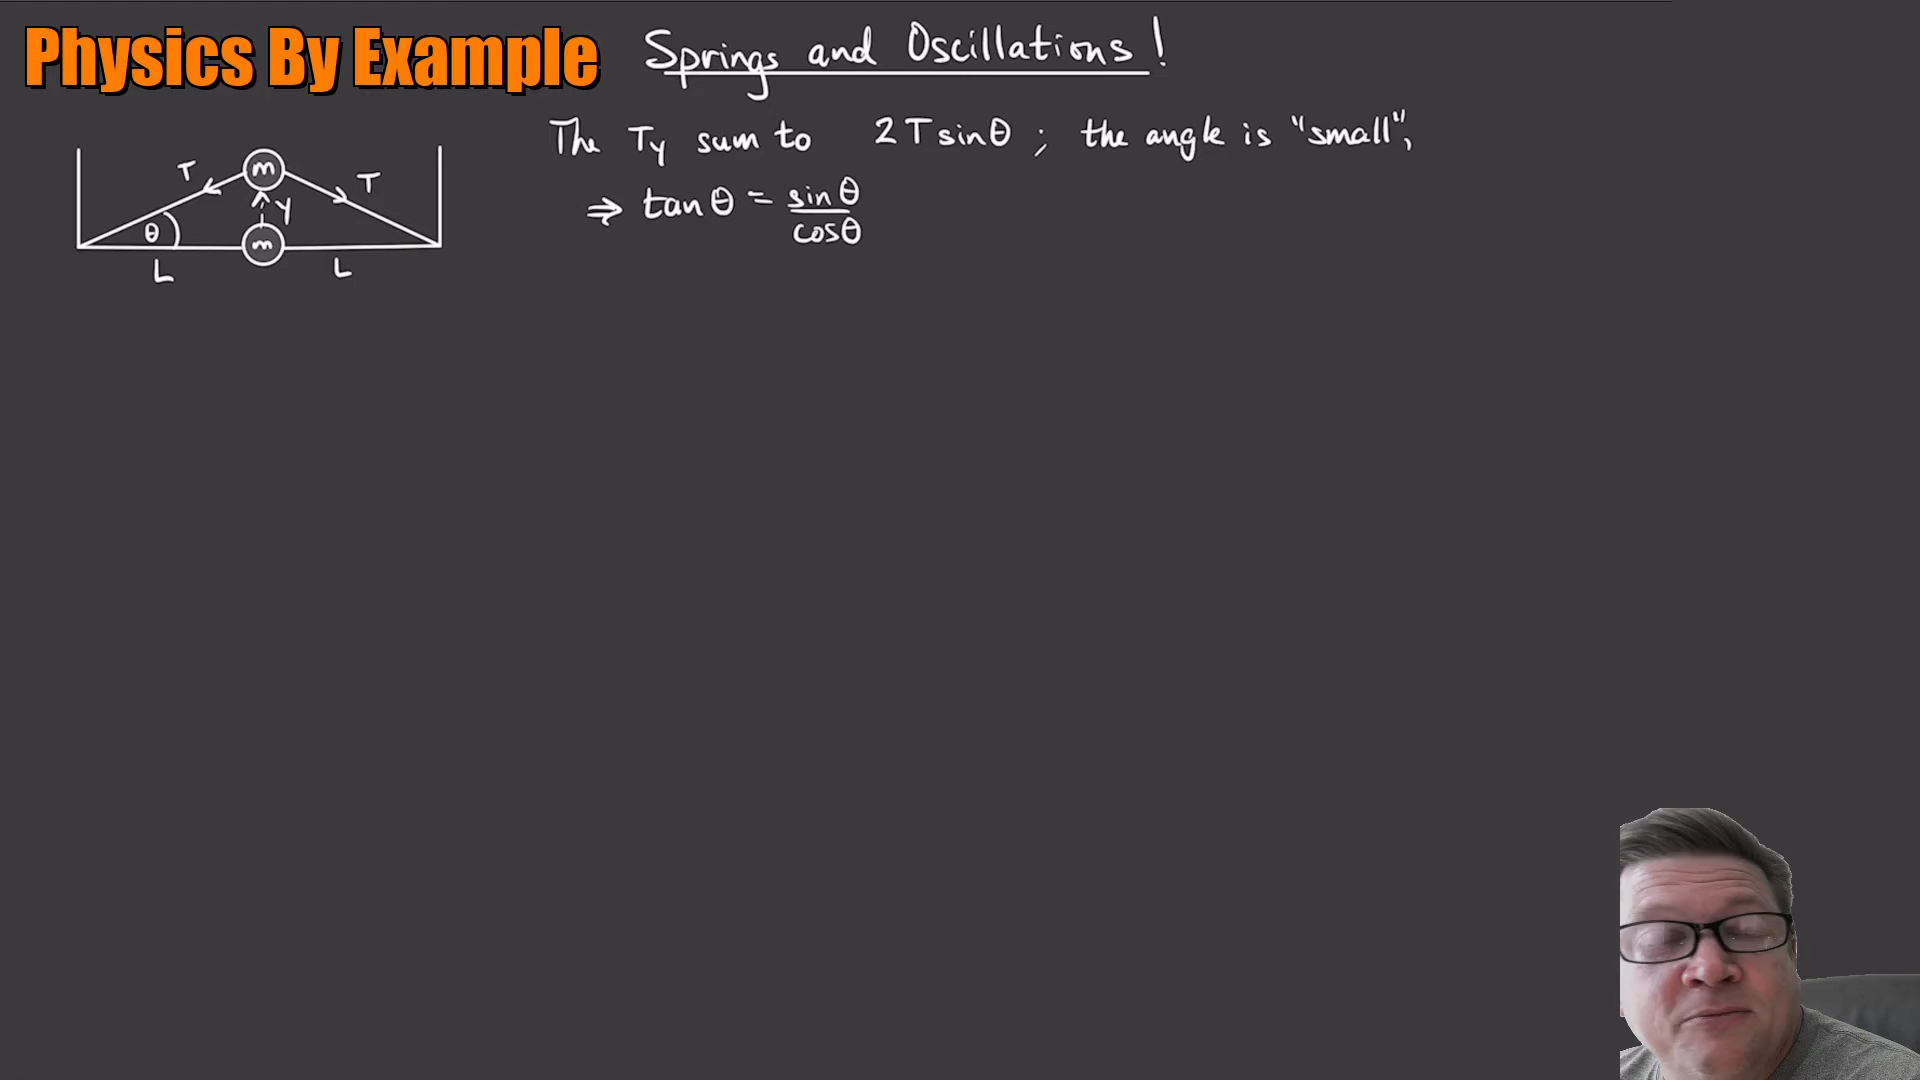 Physics By Example
Springs and Oscillations!
The Ty sum to 2Tsinθ; the angle is "small",
⇒ tanθ = sinθ
cosθ
m
T
T
y
θ
m
L
L